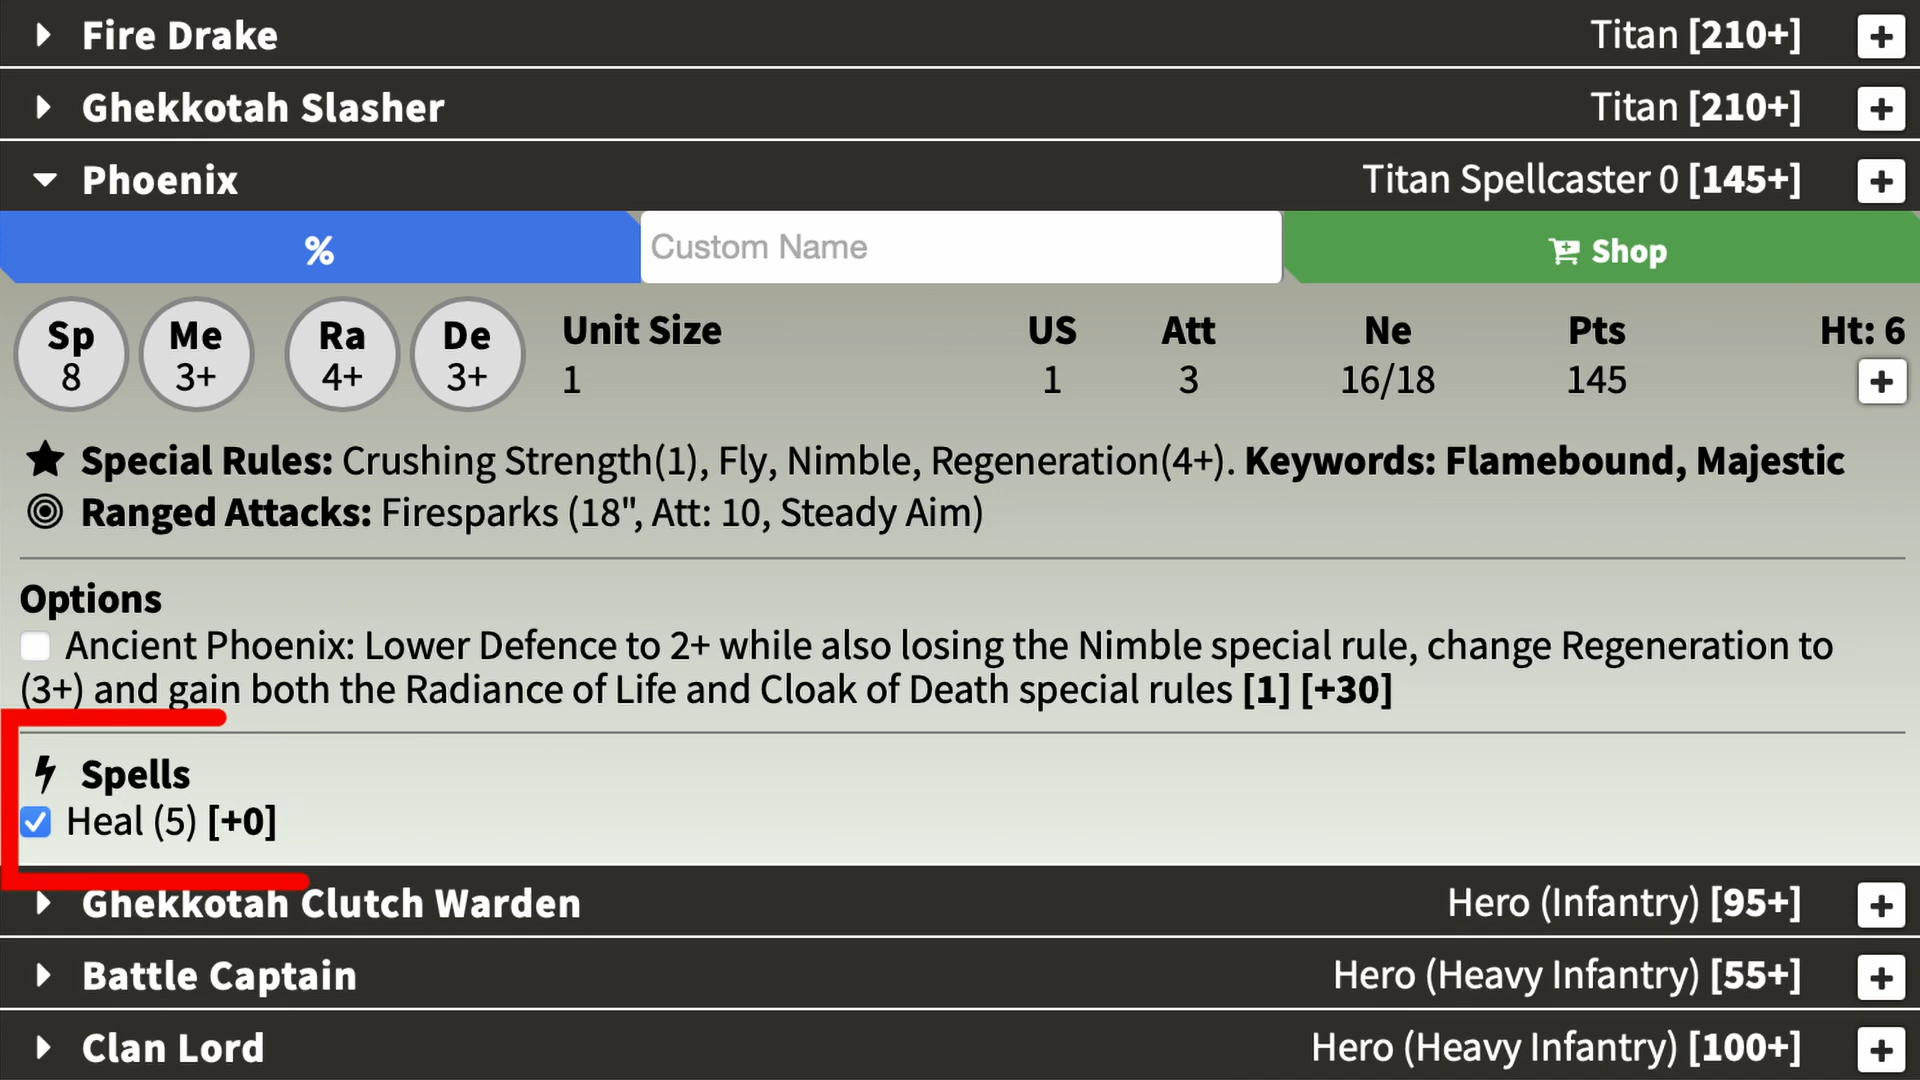 Fire Drake Titan [210+] +
Ghekkotah Slasher Titan [210+] +
Phoenix Titan Spellcaster 0 [145+] +
% Custom Name Shop
Sp Me Ra De Unit Size US Att Ne Pts Ht: 6
8 3+ 4+ 3+ 1 1 3 16/18 145 +
Special Rules: Crushing Strength(1), Fly, Nimble, Regeneration(4+). Keywords: Flamebound, Majestic
Ranged Attacks: Firesparks (18", Att: 10, Steady Aim)
Options
Ancient Phoenix: Lower Defence to 2+ while also losing the Nimble special rule, change Regeneration to
(3+) and gain both the Radiance of Life and Cloak of Death special rules [1] [+30]
Spells
Heal (5) [+0]
Ghekkotah Clutch Warden Hero (Infantry) [95+] +
Battle Captain Hero (Heavy Infantry) [55+] +
Clan Lord Hero (Heavy Infantry) [100+] +